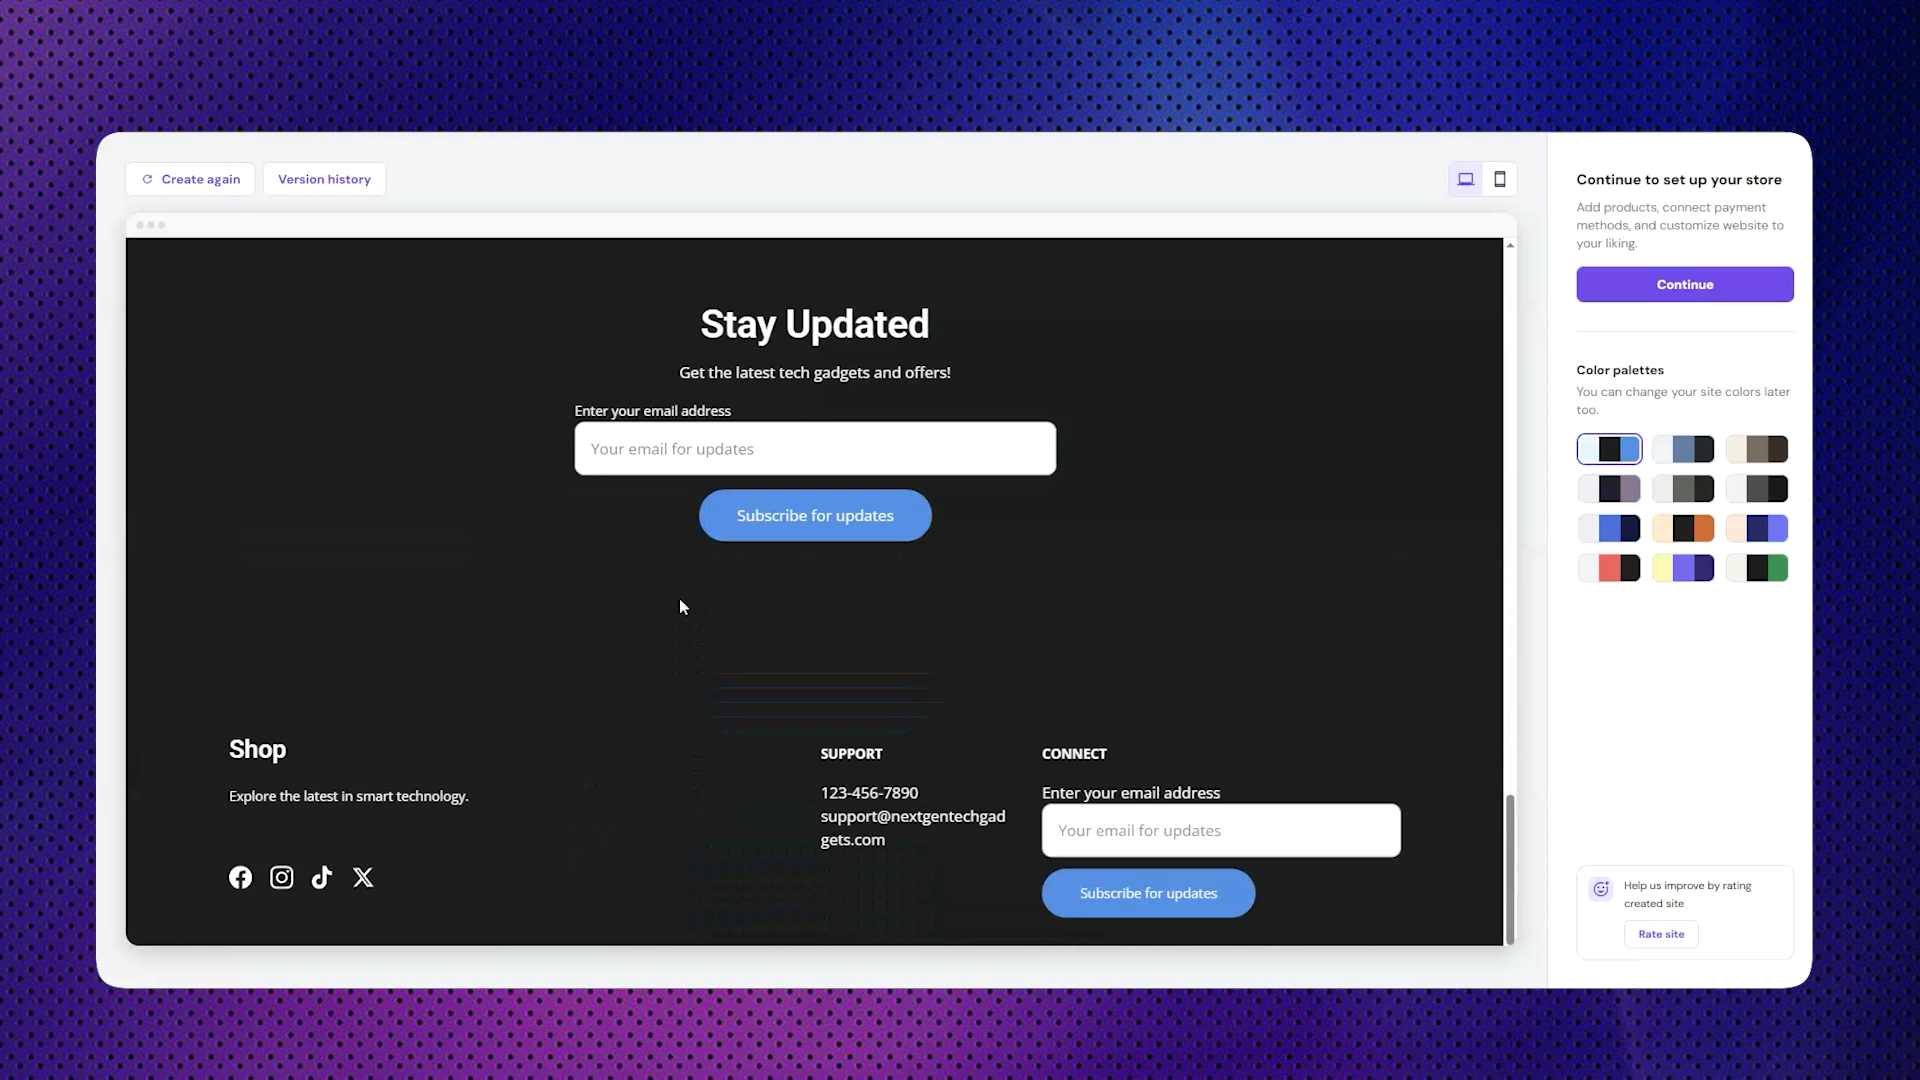 Create again
Version history
Stay Updated
Get the latest tech gadgets and offers!
Enter your email address
Your email for updates
Subscribe for updates
Shop
Explore the latest in smart technology.
SUPPORT
123-456-7890
support@nextgentechgad
gets.com
CONNECT
Enter your email address
Your email for updates
Subscribe for updates
Continue to set up your store
Add products, connect payment
methods, and customize website to
your liking.
Continue
Color palettes
You can change your site colors later
too.
Help us improve by rating
created site
Rate site